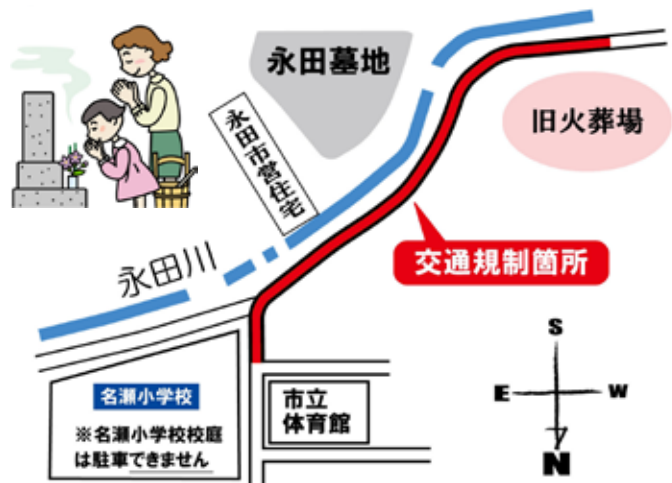 永田墓地
永田市営住宅
旧火葬場
永田川
交通規制箇所
名瀬小学校
※名瀬小学校校庭
は駐車できません
市立
体育館
S
E
W
N